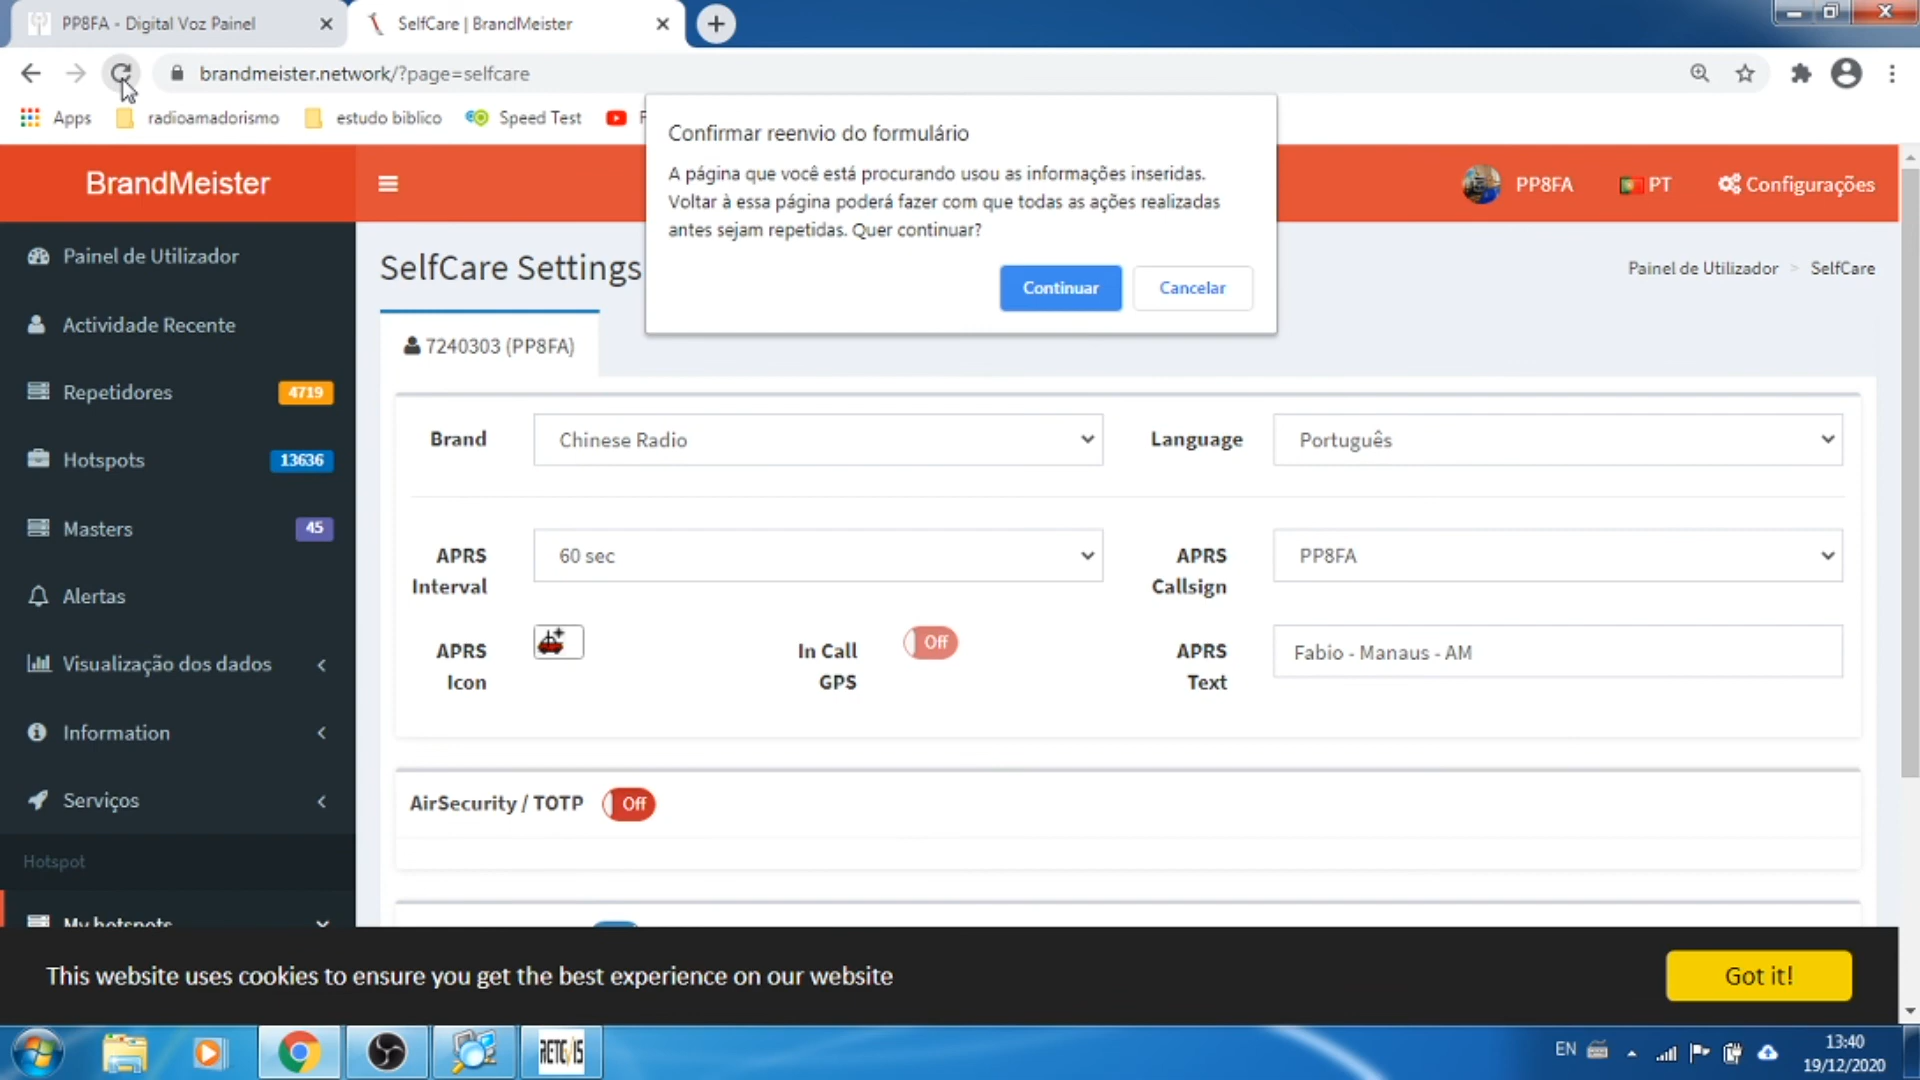 PP8FA - Digital Voz Painel
SelfCare | BrandMeister
brandmeister.network/?page=selfcare
Apps
radioamadorismo
estudo biblico
Speed Test
Confirmar reenvio do formulário
A página que você está procurando usou as informações inseridas.
Voltar à essa página poderá fazer com que todas as ações realizadas
antes sejam repetidas. Quer continuar?
Continuar
Cancelar
BrandMeister
PP8FA
PT
Configurações
Painel de Utilizador
Actividade Recente
Repetidores 4719
Hotspots 13636
Masters 45
Alertas
Visualização dos dados
Information
Serviços
Hotspot
My hotspots
SelfCare Settings
Painel de Utilizador > SelfCare
7240303 (PP8FA)
Brand
Chinese Radio
Language
Português
APRS
Interval
60 sec
APRS
Callsign
PP8FA
APRS
Icon
In Call
GPS
Off
APRS
Text
Fabio - Manaus - AM
AirSecurity / TOTP
Off
This website uses cookies to ensure you get the best experience on our website
Got it!
RETEVIS
EN
13:40
19/12/2020